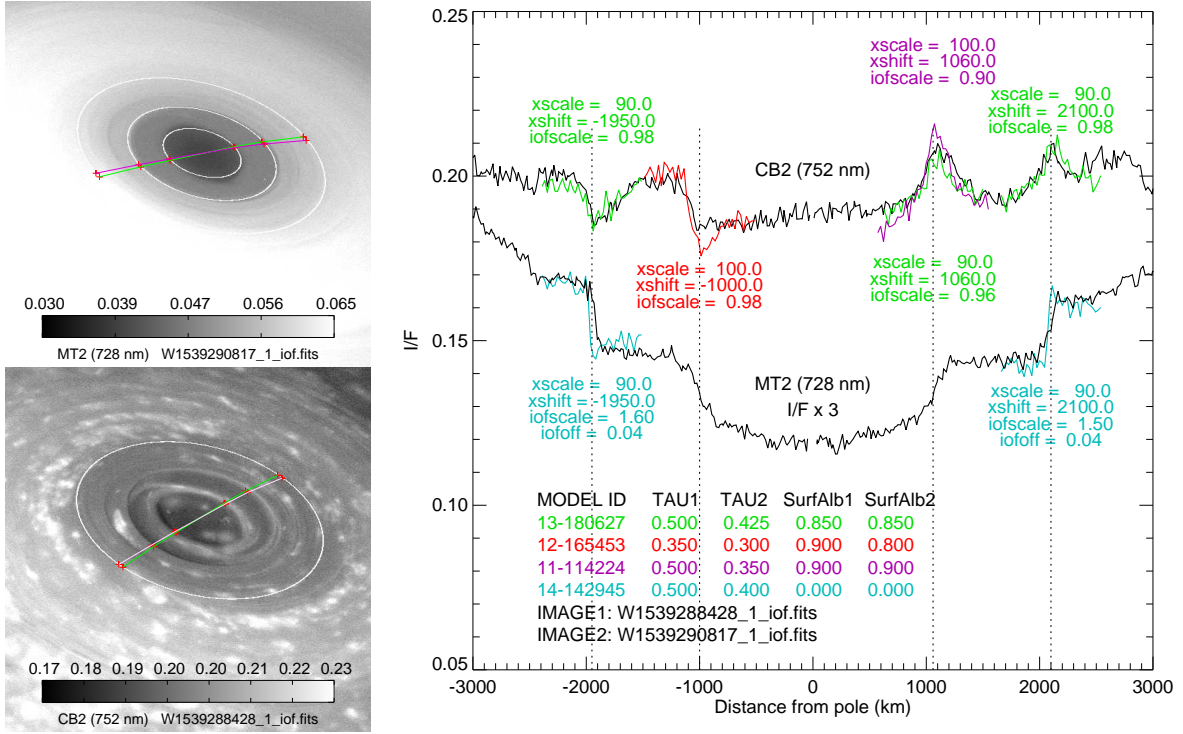 0.030 0.039 0.047 0.056 0.065
MT2 (728 nm) W1539290817_1_iof.fits
0.17 0.18 0.19 0.20 0.20 0.21 0.22 0.23
CB2 (752 nm) W1539288428_1_iof.fits
0.25
0.20
0.15
0.10
0.05
I/F
xscale = 90.0
xshift = -1950.0
iofscale = 0.98
xscale = 100.0
xshift = 1060.0
iofscale = 0.90
xscale = 90.0
xshift = 2100.0
iofscale = 0.98
CB2 (752 nm)
xscale = 100.0
xshift = -1000.0
iofscale = 0.98
xscale = 90.0
xshift = 1060.0
iofscale = 0.96
xscale = 90.0
xshift = -1950.0
iofscale = 1.60
iofoff = 0.04
MT2 (728 nm)
I/F x 3
xscale = 90.0
xshift = 2100.0
iofscale = 1.50
iofoff = 0.04
MODEL ID TAU1 TAU2 SurfAlb1 SurfAlb2
13-180627 0.500 0.425 0.850 0.850
12-165453 0.350 0.300 0.900 0.800
11-114224 0.500 0.350 0.900 0.900
14-142945 0.500 0.400 0.000 0.000
IMAGE1: W1539288428_1_iof.fits
IMAGE2: W1539290817_1_iof.fits
-3000 -2000 -1000 0 1000 2000 3000
Distance from pole (km)